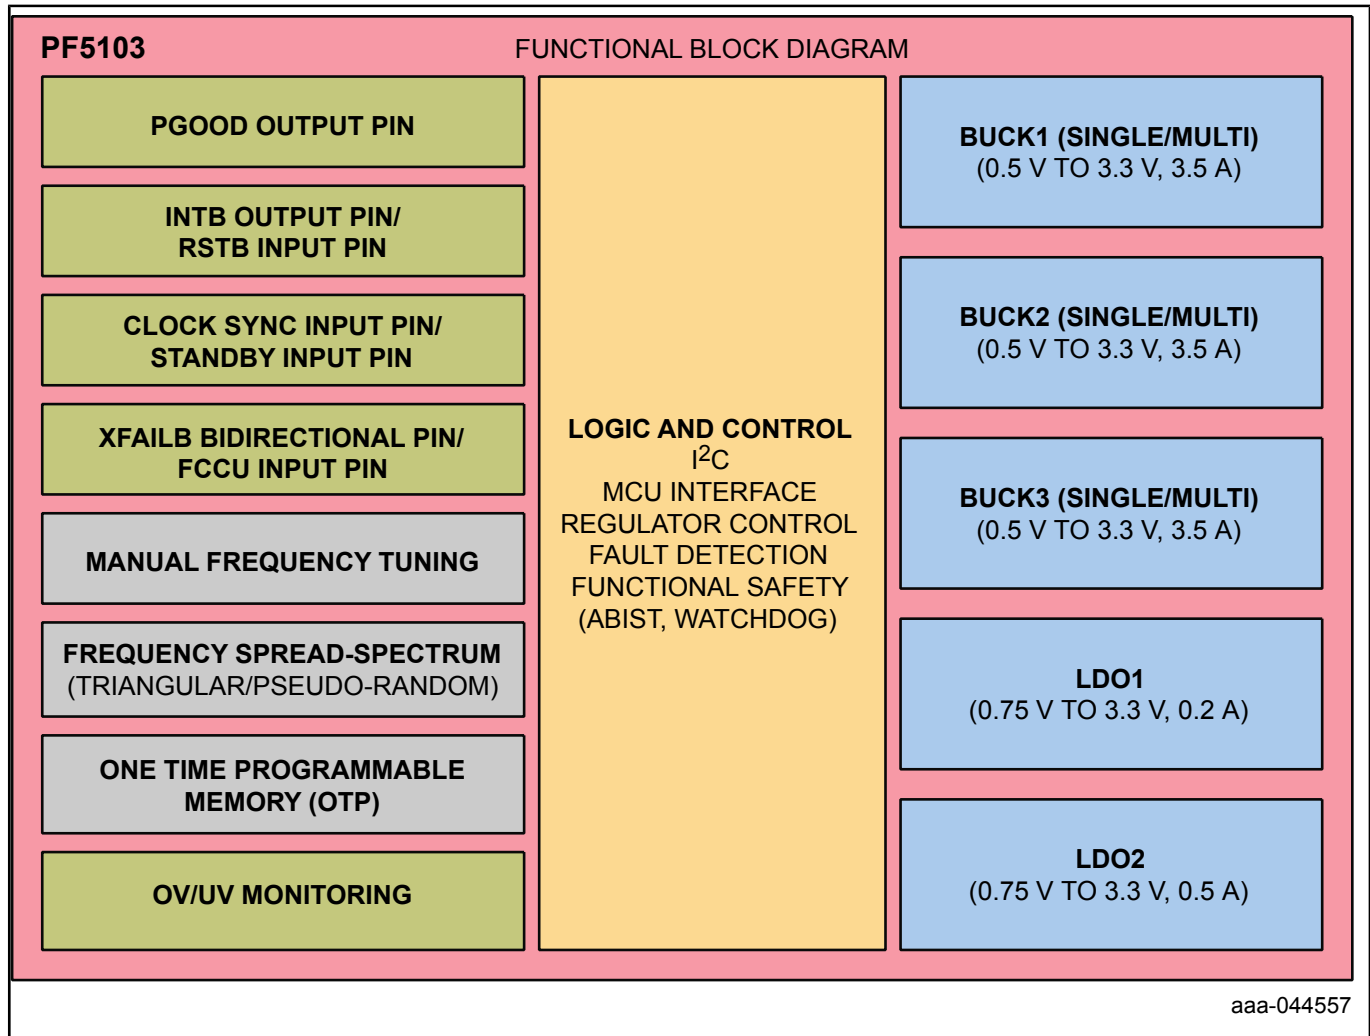 PF5103
FUNCTIONAL BLOCK DIAGRAM
PGOOD OUTPUT PIN
INTB OUTPUT PIN/
RSTB INPUT PIN
CLOCK SYNC INPUT PIN/
STANDBY INPUT PIN
XFAILB BIDIRECTIONAL PIN/
FCCU INPUT PIN
MANUAL FREQUENCY TUNING
FREQUENCY SPREAD-SPECTRUM
(TRIANGULAR/PSEUDO-RANDOM)
ONE TIME PROGRAMMABLE
MEMORY (OTP)
OV/UV MONITORING
LOGIC AND CONTROL
I2C
MCU INTERFACE
REGULATOR CONTROL
FAULT DETECTION
FUNCTIONAL SAFETY
(ABIST, WATCHDOG)
BUCK1 (SINGLE/MULTI)
(0.5 V TO 3.3 V, 3.5 A)
BUCK2 (SINGLE/MULTI)
(0.5 V TO 3.3 V, 3.5 A)
BUCK3 (SINGLE/MULTI)
(0.5 V TO 3.3 V, 3.5 A)
LDO1
(0.75 V TO 3.3 V, 0.2 A)
LDO2
(0.75 V TO 3.3 V, 0.5 A)
aaa-044557